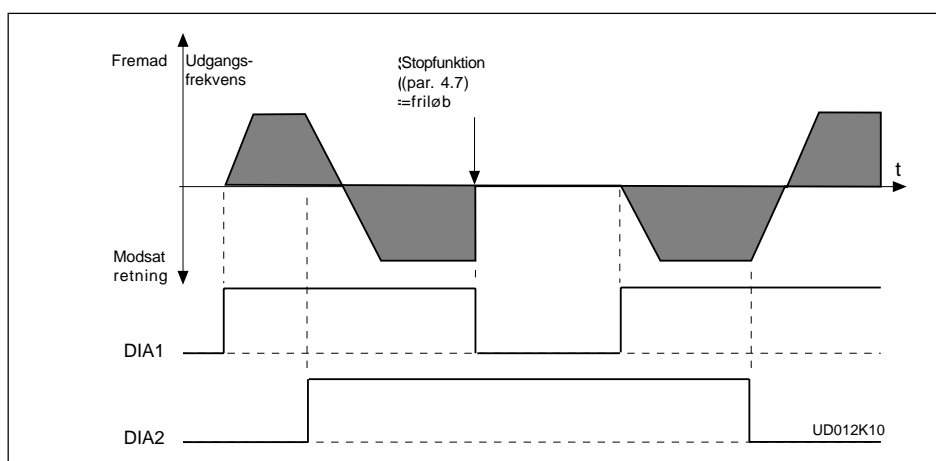 Fremad
Udgangs-
frekvens
Stopfunktion
((par. 4.7)
=friløb
t
Modsat
retning
DIA1
DIA2
UD012K10